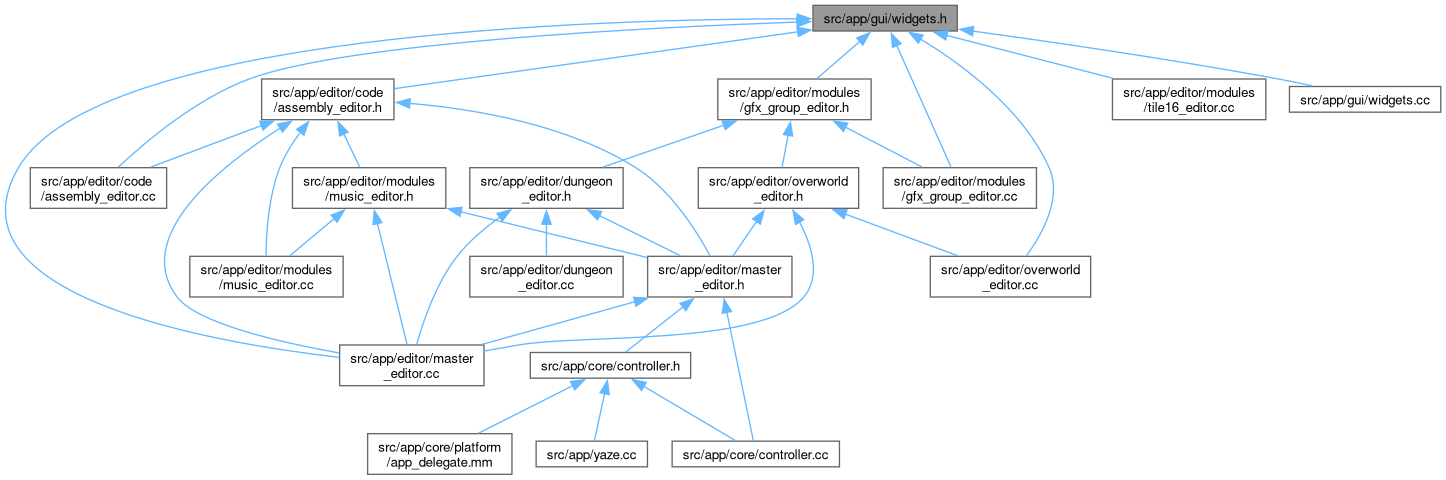 src/app/gui/widgets.h
src/app/editor/code
/assembly_editor.h
src/app/editor/modules
/gfx_group_editor.h
src/app/editor/modules
/tile16_editor.cc
src/app/gui/widgets.cc
src/app/editor/code
/assembly_editor.cc
src/app/editor/modules
/music_editor.h
src/app/editor/dungeon
_editor.h
src/app/editor/overworld
_editor.h
src/app/editor/modules
/gfx_group_editor.cc
src/app/editor/modules
/music_editor.cc
src/app/editor/dungeon
_editor.cc
src/app/editor/master
_editor.h
src/app/editor/overworld
_editor.cc
src/app/editor/master
_editor.cc
src/app/core/controller.h
src/app/core/platform
/app_delegate.mm
src/app/yaze.cc
src/app/core/controller.cc